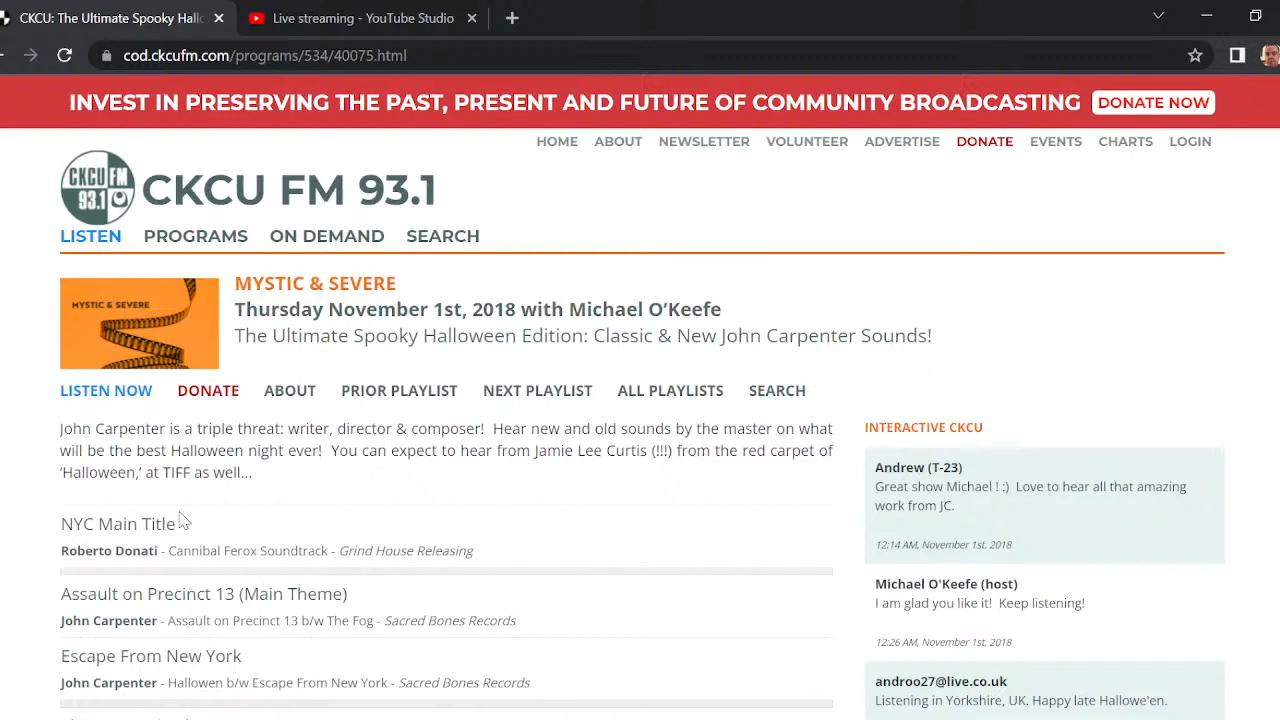 CKCU: The Ultimate Spooky Hall
Live streaming - YouTube Studio
cod.ckcufm.com/programs/534/40075.html
INVEST IN PRESERVING THE PAST, PRESENT AND FUTURE OF COMMUNITY BROADCASTING DONATE NOW
HOME ABOUT NEWSLETTER VOLUNTEER ADVERTISE DONATE EVENTS CHARTS LOGIN
CKCU FM
93.1
CKCU FM 93.1
LISTEN PROGRAMS ON DEMAND SEARCH
MYSTIC & SEVERE
MYSTIC & SEVERE
Thursday November 1st, 2018 with Michael O’Keefe
The Ultimate Spooky Halloween Edition: Classic & New John Carpenter Sounds!
LISTEN NOW DONATE ABOUT PRIOR PLAYLIST NEXT PLAYLIST ALL PLAYLISTS SEARCH
John Carpenter is a triple threat: writer, director & composer! Hear new and old sounds by the master on what
will be the best Halloween night ever! You can expect to hear from Jamie Lee Curtis (!!!) from the red carpet of
‘Halloween,’ at TIFF as well...
NYC Main Title
Roberto Donati - Cannibal Ferox Soundtrack - Grind House Releasing
Assault on Precinct 13 (Main Theme)
John Carpenter - Assault on Precinct 13 b/w The Fog - Sacred Bones Records
Escape From New York
John Carpenter - Hallowen b/w Escape From New York - Sacred Bones Records
INTERACTIVE CKCU
Andrew (T-23)
Great show Michael ! :) Love to hear all that amazing
work from JC.
12:14 AM, November 1st, 2018
Michael O'Keefe (host)
I am glad you like it! Keep listening!
12:26 AM, November 1st, 2018
androo27@live.co.uk
Listening in Yorkshire, UK. Happy late Hallowe'en.